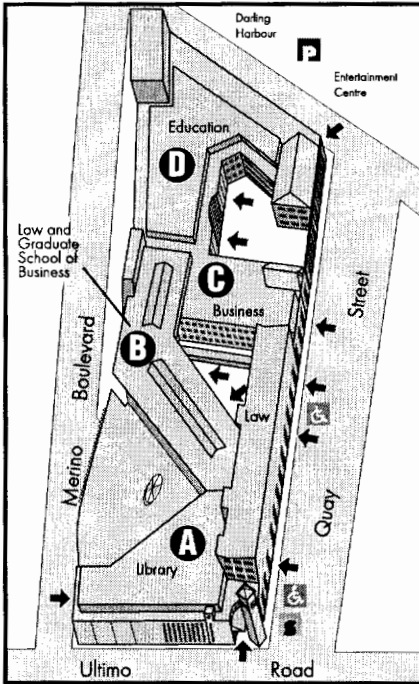 Darling
Harbour
P
Entertainment
Centre
Education
D
Low and
Graduate
School of
Business
C
Business
Street
Boulevard
B
Law
Merino
Quay
A
Library
S
Ultimo Road